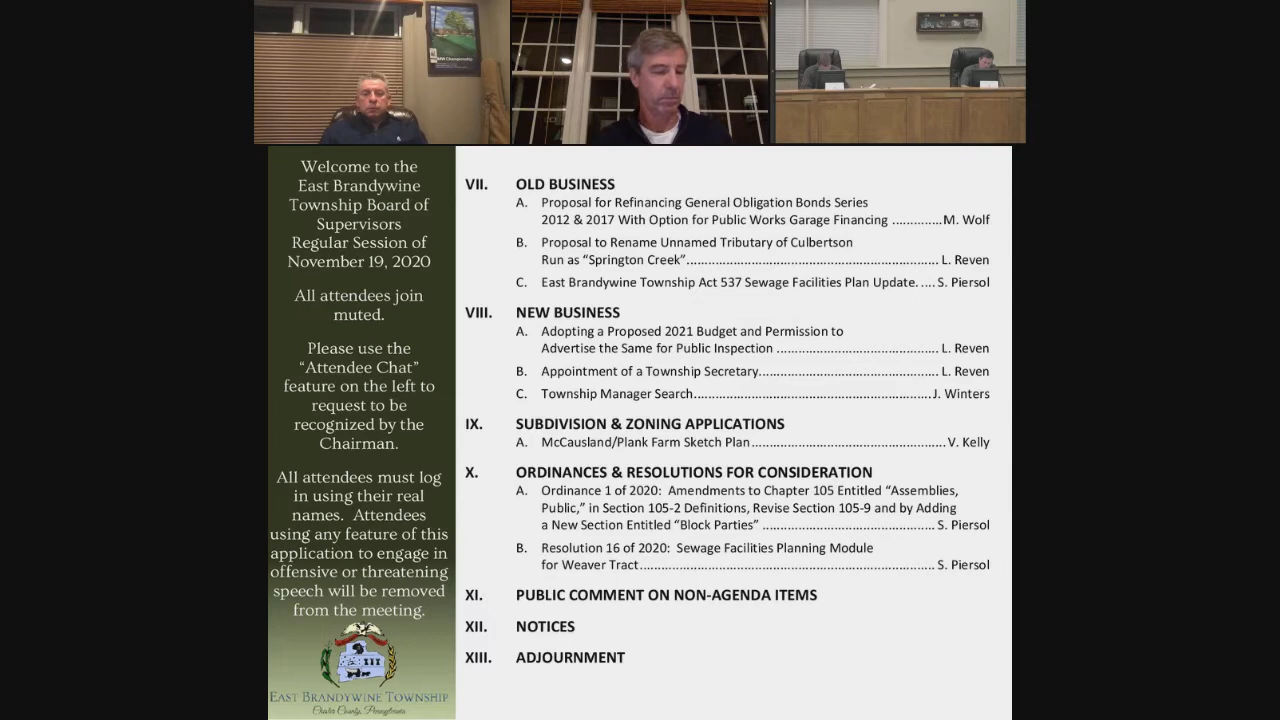 Championship
Welcome to the
East Brandywine
Township Board of
Supervisors
Regular Session of
November 19, 2020
All attendees join
muted.
Please use the
“Attendee Chat”
feature on the left to
request to be
recognized by the
Chairman.
All attendees must log
in using their real
names. Attendees
using any feature of this
application to engage in
offensive or threatening
speech will be removed
from the meeting.
EAST BRANDYWINE TOWNSHIP
Chester County, Pennsylvania
VII. OLD BUSINESS
A. Proposal for Refinancing General Obligation Bonds Series
2012 & 2017 With Option for Public Works Garage Financing ..............M. Wolf
B. Proposal to Rename Unnamed Tributary of Culbertson
Run as “Springton Creek”..................................................................... L. Reven
C. East Brandywine Township Act 537 Sewage Facilities Plan Update. .... S. Piersol
VIII. NEW BUSINESS
A. Adopting a Proposed 2021 Budget and Permission to
Advertise the Same for Public Inspection ............................................. L. Reven
B. Appointment of a Township Secretary.................................................. L. Reven
C. Township Manager Search....................................................................J. Winters
IX. SUBDIVISION & ZONING APPLICATIONS
A. McCausland/Plank Farm Sketch Plan...................................................... V. Kelly
X. ORDINANCES & RESOLUTIONS FOR CONSIDERATION
A. Ordinance 1 of 2020: Amendments to Chapter 105 Entitled “Assemblies,
Public,” in Section 105-2 Definitions, Revise Section 105-9 and by Adding
a New Section Entitled “Block Parties” ................................................ S. Piersol
B. Resolution 16 of 2020: Sewage Facilities Planning Module
for Weaver Tract.................................................................................. S. Piersol
XI. PUBLIC COMMENT ON NON-AGENDA ITEMS
XII. NOTICES
XIII. ADJOURNMENT